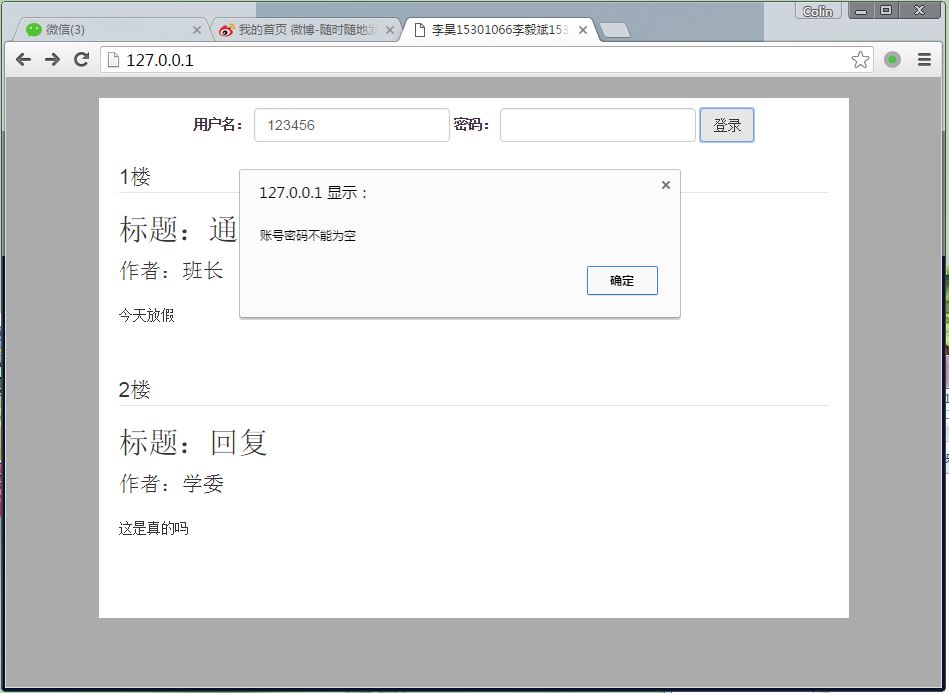 Colin
微信(3)
我的首页 微博-随时随地发
李昊15301066李毅斌153
127.0.0.1
用户名： 123456 密码： 登录
1楼
127.0.0.1 显示：
账号密码不能为空
确定
标题：通
作者：班长
今天放假
2楼
标题：回复
作者：学委
这是真的吗